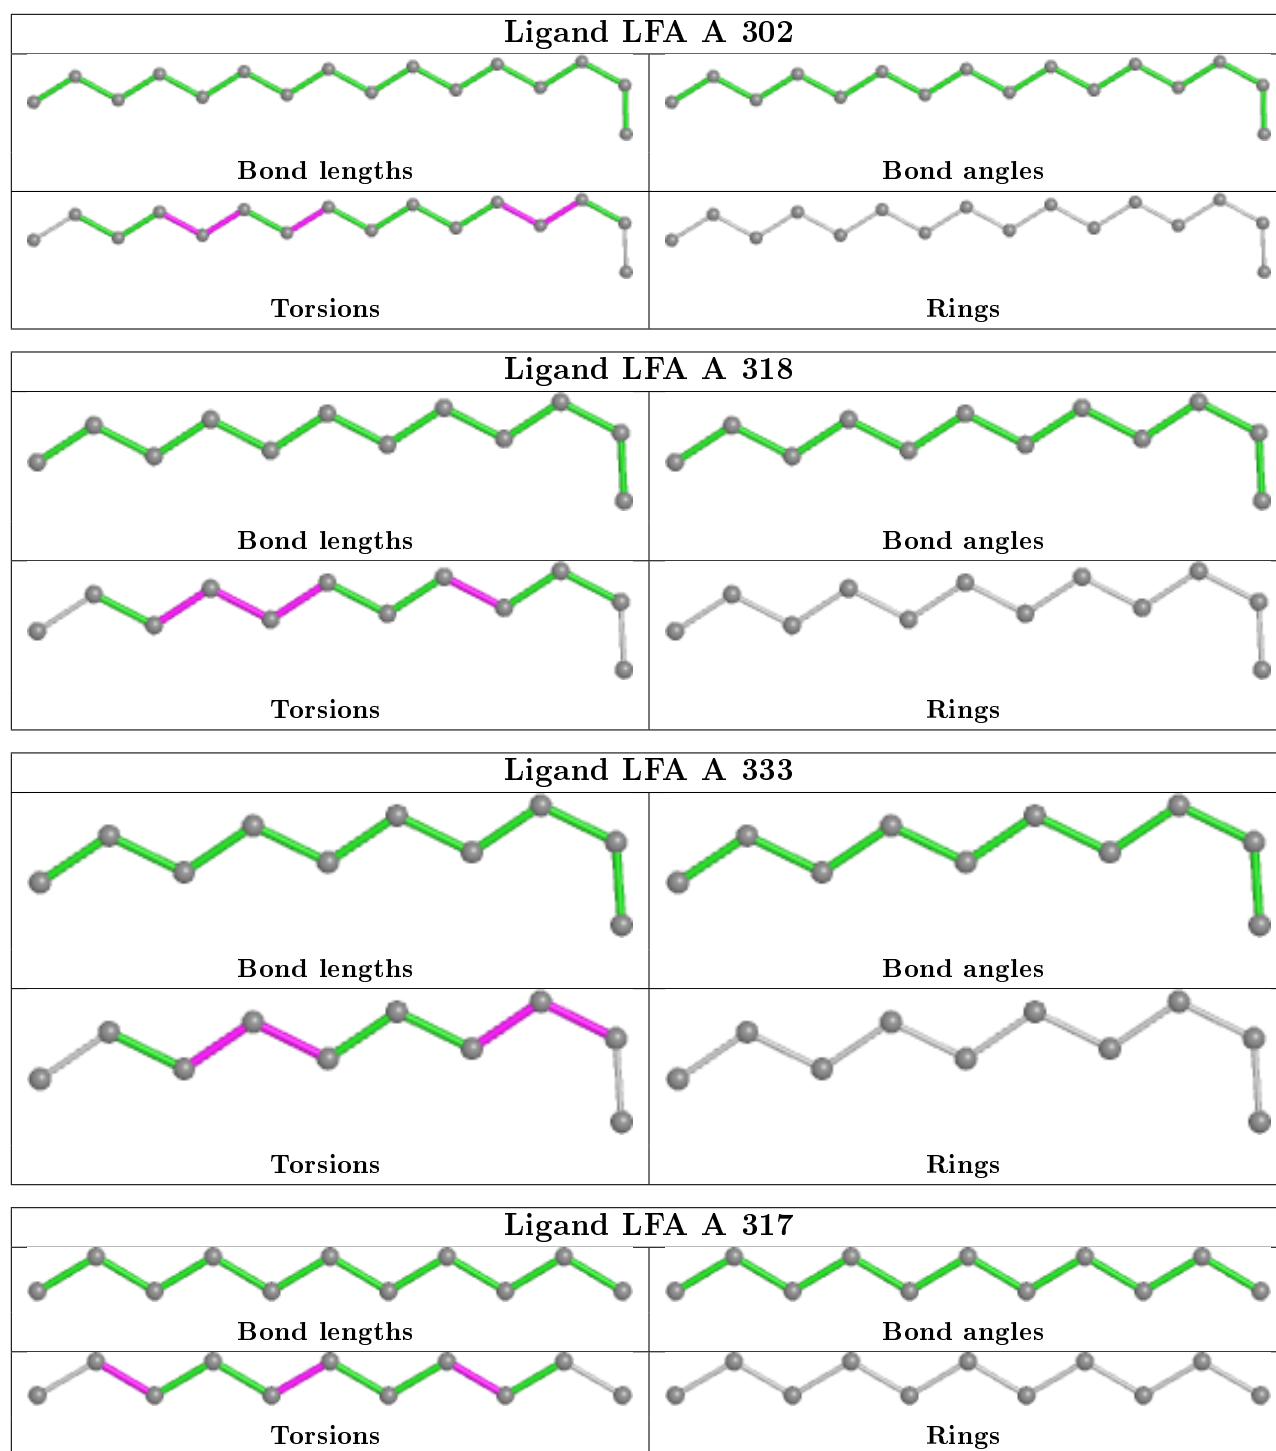 Ligand LFA A 302
Bond lengths Bond angles
Torsions Rings
Ligand LFA A 318
Bond lengths Bond angles
Torsions Rings
Ligand LFA A 333
Bond lengths Bond angles
Torsions Rings
Ligand LFA A 317
Bond lengths Bond angles
Torsions Rings